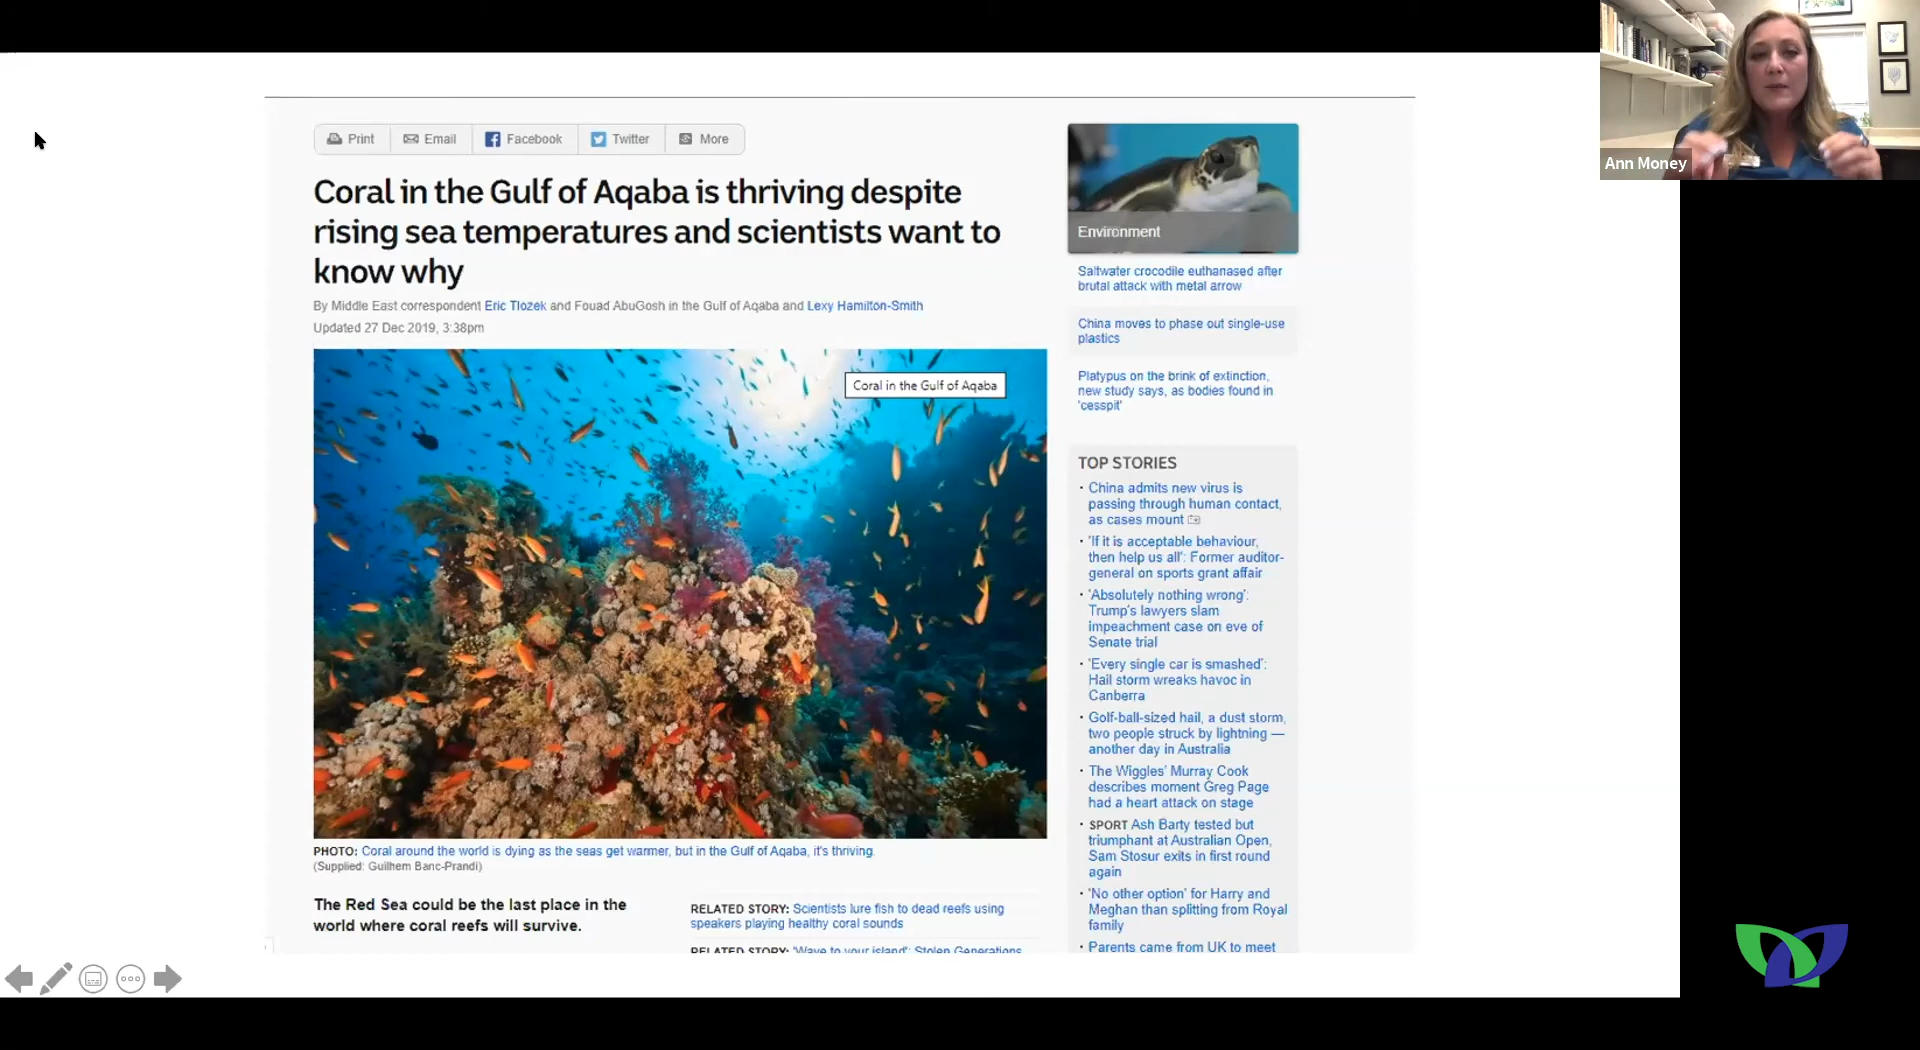 Ann Money
Print
Email
Facebook
Twitter
More
Coral in the Gulf of Aqaba is thriving despite
rising sea temperatures and scientists want to
know why
By Middle East correspondent Eric Tlozek and Fouad AbuGosh in the Gulf of Aqaba and Lexy Hamilton-Smith
Updated 27 Dec 2019, 3:38pm
Coral in the Gulf of Aqaba
PHOTO: Coral around the world is dying as the seas get warmer, but in the Gulf of Aqaba, it's thriving.
(Supplied: Guilhem Banc-Prandi)
The Red Sea could be the last place in the
world where coral reefs will survive.
RELATED STORY: Scientists lure fish to dead reefs using
speakers playing healthy coral sounds
RELATED STORY: 'Wave to your island': Stolen Generations
Environment
Saltwater crocodile euthanased after
brutal attack with metal arrow
China moves to phase out single-use
plastics
Platypus on the brink of extinction,
new study says, as bodies found in
'cesspit'
TOP STORIES
· China admits new virus is
passing through human contact,
as cases mount
· 'If it is acceptable behaviour,
then help us all': Former auditor-
general on sports grant affair
· 'Absolutely nothing wrong':
Trump's lawyers slam
impeachment case on eve of
Senate trial
· 'Every single car is smashed':
Hail storm wreaks havoc in
Canberra
· Golf-ball-sized hail, a dust storm,
two people struck by lightning —
another day in Australia
· The Wiggles' Murray Cook
describes moment Greg Page
had a heart attack on stage
· SPORT Ash Barty tested but
triumphant at Australian Open,
Sam Stosur exits in first round
again
· 'No other option' for Harry and
Meghan than splitting from Royal
family
· Parents came from UK to meet